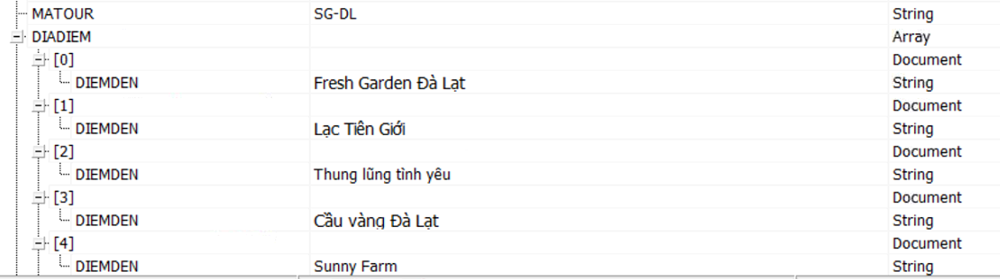 MATOUR SG-DL String
DIADIEM Array
[0] Document
DIEMDEN Fresh Garden Đà Lạt String
[1] Document
DIEMDEN Lạc Tiên Giới String
[2] Document
DIEMDEN Thung lũng tình yêu String
[3] Document
DIEMDEN Cầu vàng Đà Lạt String
[4] Document
DIEMDEN Sunny Farm String